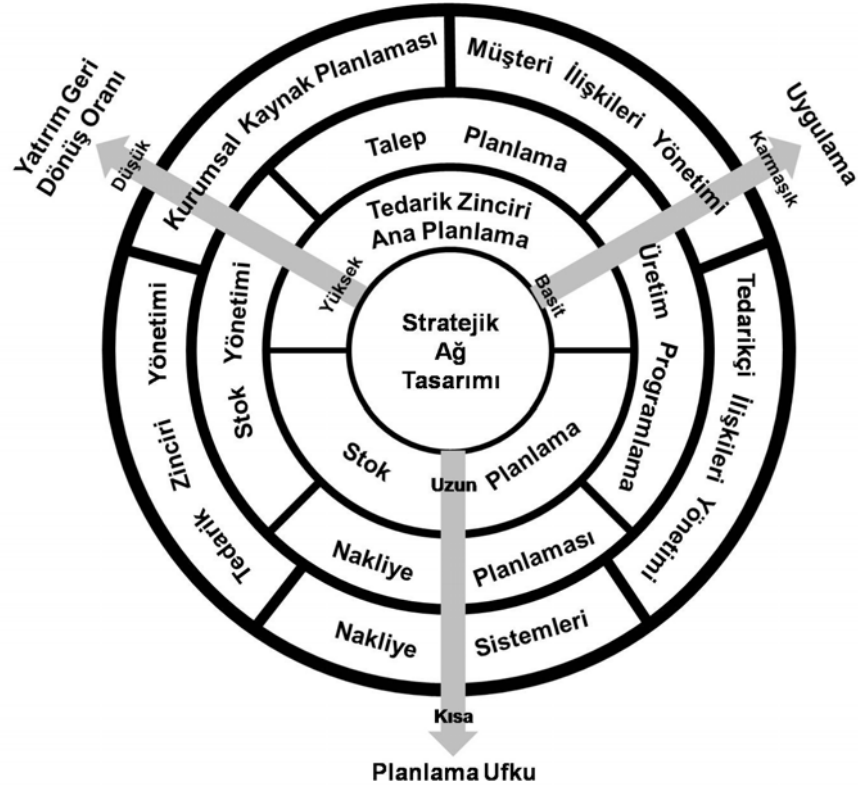 Kurumsal Kaynak Planlaması
Müşteri İlişkileri Yönetimi
Yatırım Geri
Dönüş Oranı
Düşük
Uygulama
Karmaşık
Talep Planlama
Tedarik Zinciri
Ana Planlama
Yüksek
Basit
Stratejik
Ağ
Tasarımı
Stok Yönetimi
Üretim Programlama
Tedarik Zinciri Yönetimi
Tedarikçi İlişkileri Yönetimi
Stok Planlama
Uzun
Nakliye Planlaması
Nakliye Sistemleri
Kısa
Planlama Ufku